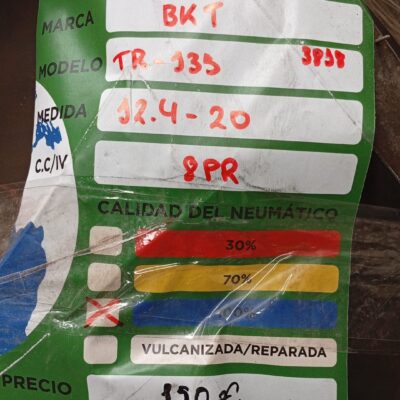 MARCA BKT
MODELO TR-135 3838
MEDIDA 12.4-20
C.C/IV 8PR
CALIDAD DEL NEUMÁTICO
30%
70%
VULCANIZADA/REPARADA
PRECIO 150 €